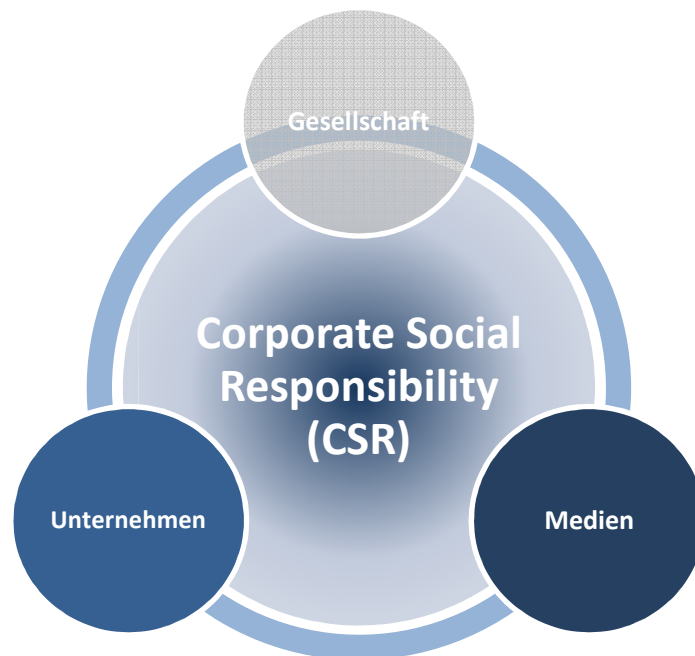 Gesellschaft
Corporate Social
Responsibility
(CSR)
Unternehmen
Medien